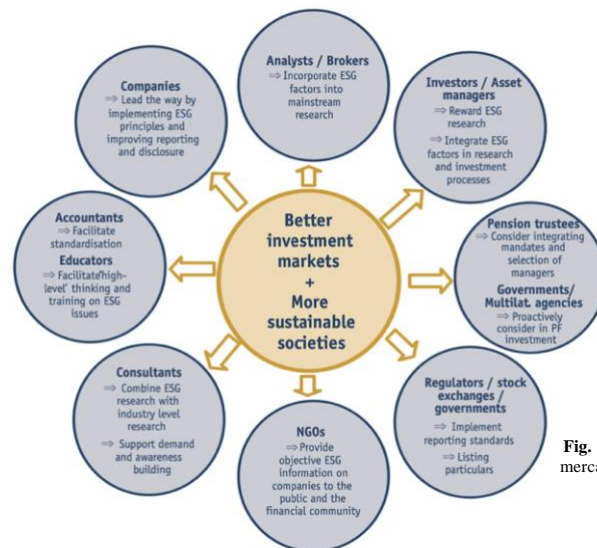 Analysts / Brokers
⇒ Incorporate ESG
factors into
mainstream
research
Investors / Asset
managers
⇒ Reward ESG
research
⇒ Integrate ESG
factors in research
and investment
processes
Pension trustees
⇒ Consider integrating
mandates and
selection of
managers
Governments/
Multilat. agencies
⇒ Proactively
consider in PF
investment
Regulators / stock
exchanges /
governments
⇒ Implement
reporting standards
⇒ Listing
particulars
NGOs
⇒ Provide
objective ESG
information on
companies to the
public and the
financial community
Consultants
⇒ Combine ESG
research with
industry level
research
⇒ Support demand
and awareness
building
Accountants
⇒ Facilitate
standardisation
Educators
⇒ Facilitate'high-
level' thinking and
training on ESG
issues
Companies
⇒ Lead the way by
implementing ESG
principles and
improving reporting
and disclosure
Better
investment
markets
+
More
sustainable
societies
Fig.